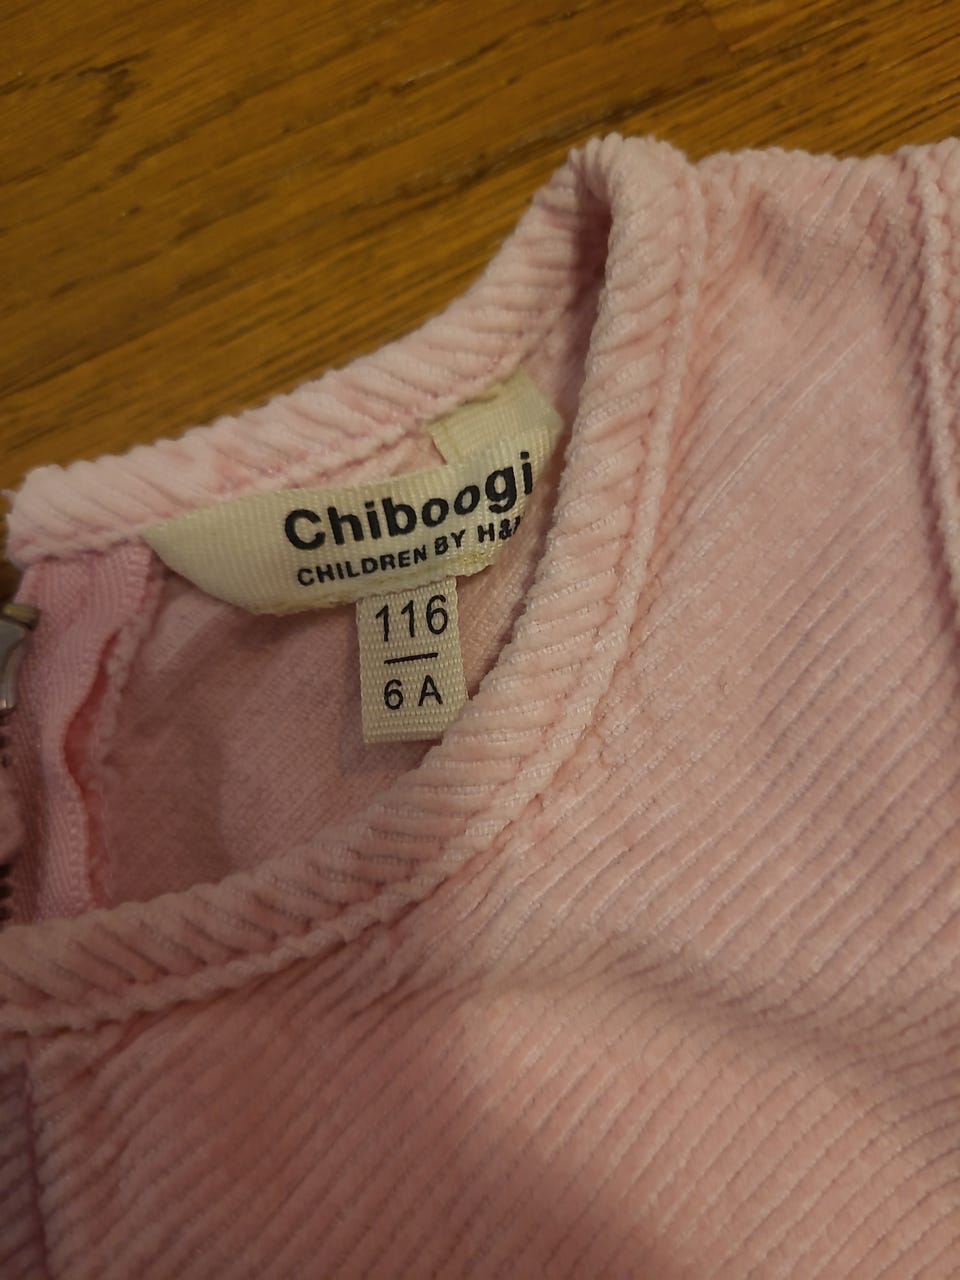 Chiboogi
CHILDREN BY H&
116
6 A